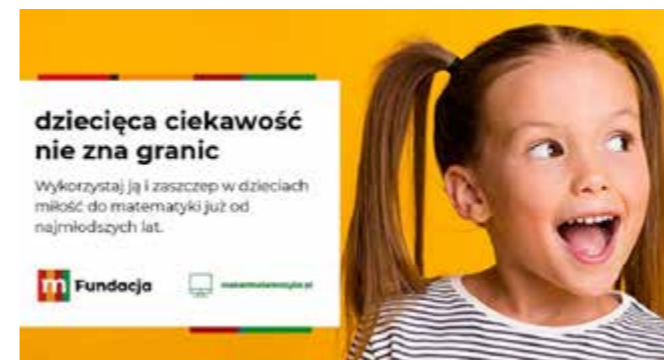 dziecięca ciekawość
nie zna granic
Wykorzystaj ją i zaszczep w dzieciach
miłość do matematyki już od
najmłodszych lat.
m Fundacja